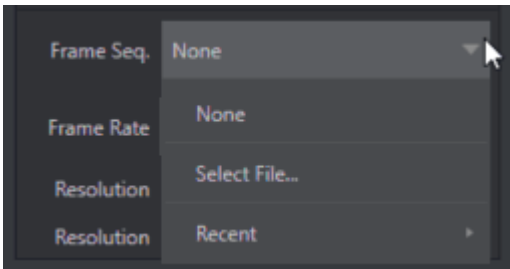 Frame Seq. None
None
Frame Rate
Select File...
Resolution
Recent
Resolution